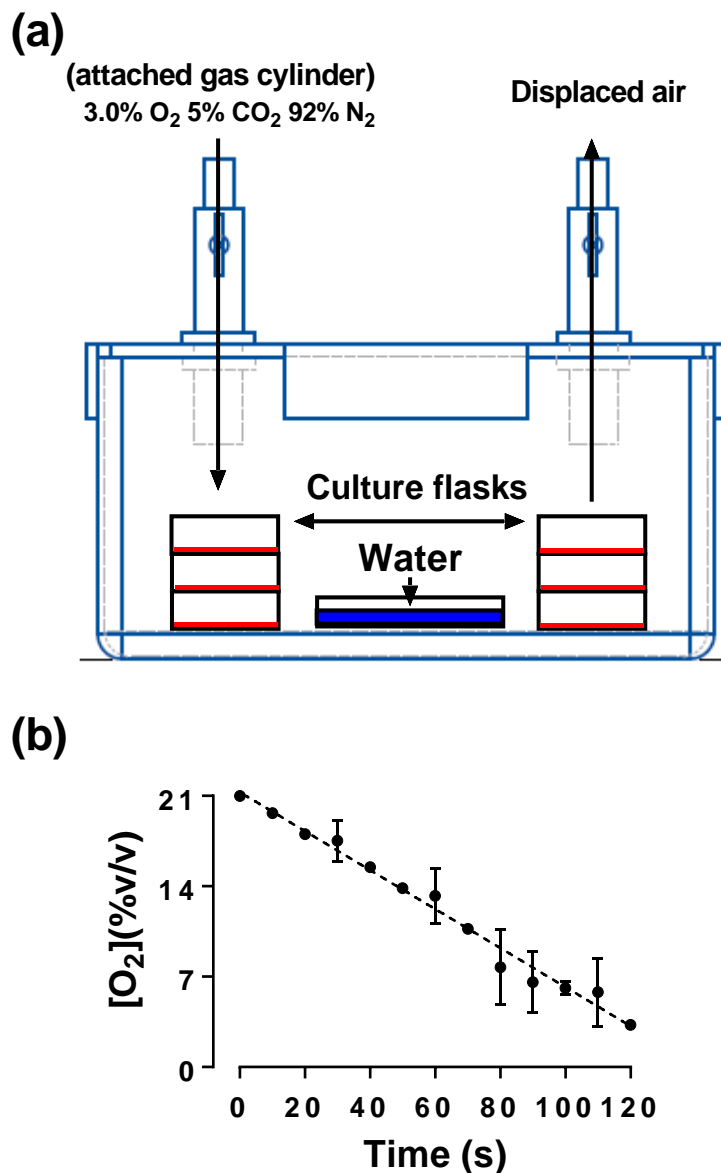 (a)
(attached gas cylinder)
3.0% O₂ 5% CO₂ 92% N₂
Displaced air
Culture flasks
Water
(b)
[O₂](%v/v)
21
14
7
0
0 20 40 60 80 100 120
Time (s)